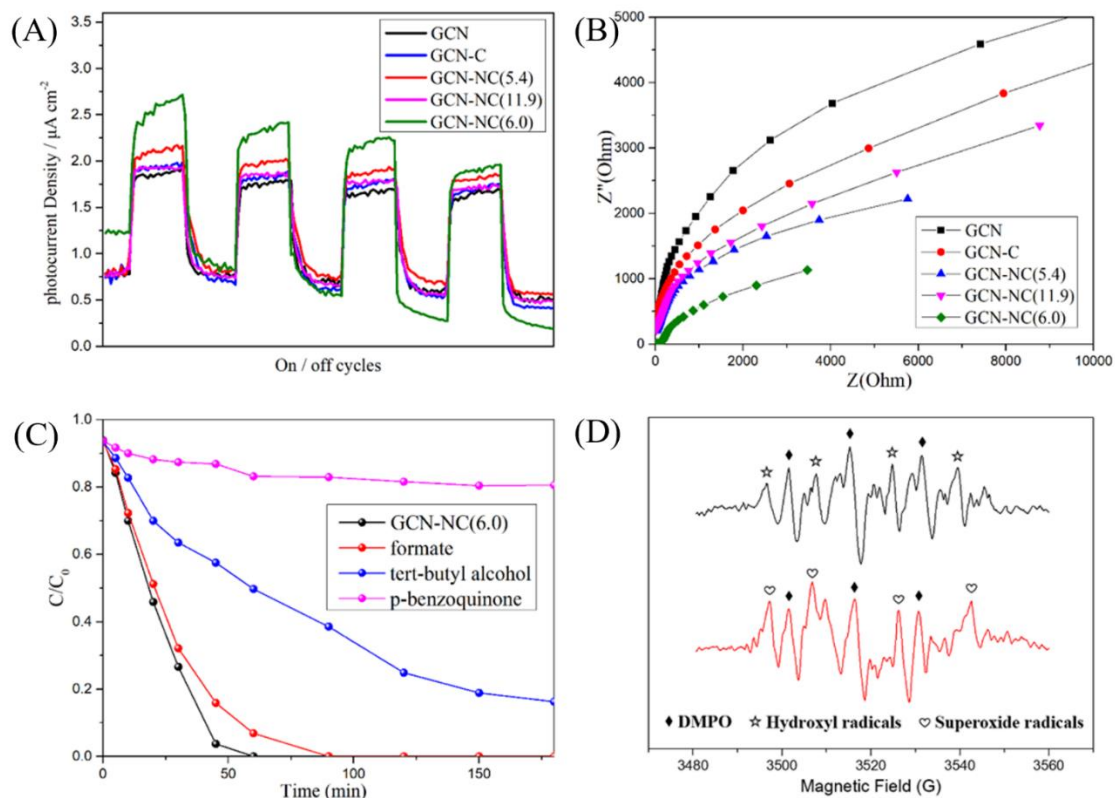 (A)
photocurrent Density / μA cm⁻²
3.5
3.0
2.5
2.0
1.5
1.0
0.5
0.0
GCN
GCN-C
GCN-NC(5.4)
GCN-NC(11.9)
GCN-NC(6.0)
On / off cycles
(B)
Z"(Ohm)
5000
4000
3000
2000
1000
0
GCN
GCN-C
GCN-NC(5.4)
GCN-NC(11.9)
GCN-NC(6.0)
0 2000 4000 6000 8000 10000
Z(Ohm)
(C)
C/C₀
1.0
0.8
0.6
0.4
0.2
0.0
GCN-NC(6.0)
formate
tert-butyl alcohol
p-benzoquinone
0 50 100 150
Time (min)
(D)
♦ DMPO ☆ Hydroxyl radicals ♡ Superoxide radicals
3480 3500 3520 3540 3560
Magnetic Field (G)